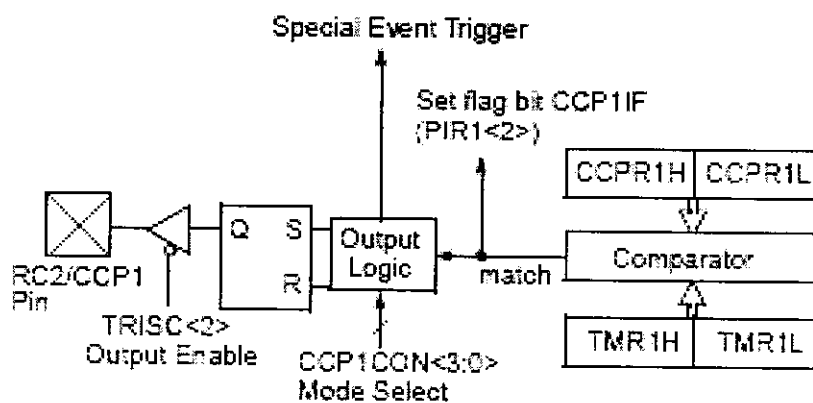 Special Event Trigger
Set flag bit CCP1IF
(PIR1<2>)
CCPR1H CCPR1L
Q S
R
Output
Logic
match
Comparator
RC2/CCP1
Pin
TRISC<2>
Output Enable
CCP1CON<3:0>
Mode Select
TMR1H TMR1L